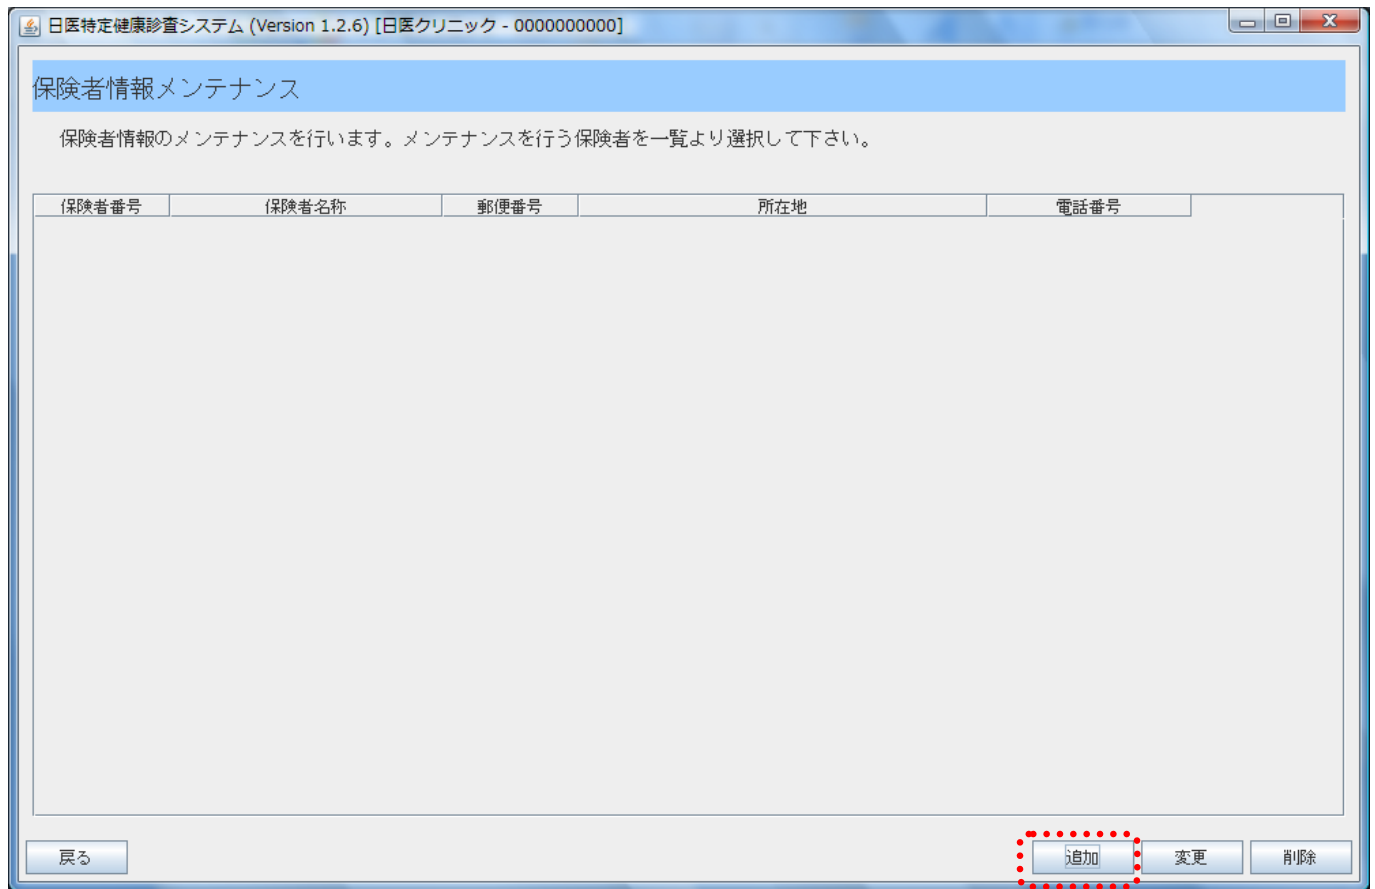 日医特定健康診査システム (Version 1.2.6) [日医クリニック - 0000000000]
保険者情報メンテナンス
保険者情報のメンテナンスを行います。メンテナンスを行う保険者を一覧より選択して下さい。
保険者番号 保険者名称 郵便番号 所在地 電話番号
戻る 追加 変更 削除